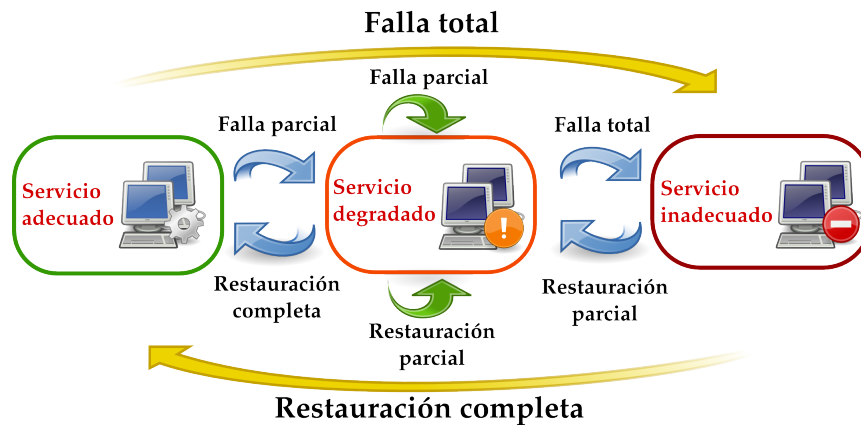 Falla total
Falla parcial
Falla parcial
Falla total
Servicio
adecuado
Servicio
degradado
Servicio
inadecuado
Restauración
completa
Restauración
parcial
Restauración
parcial
Restauración completa